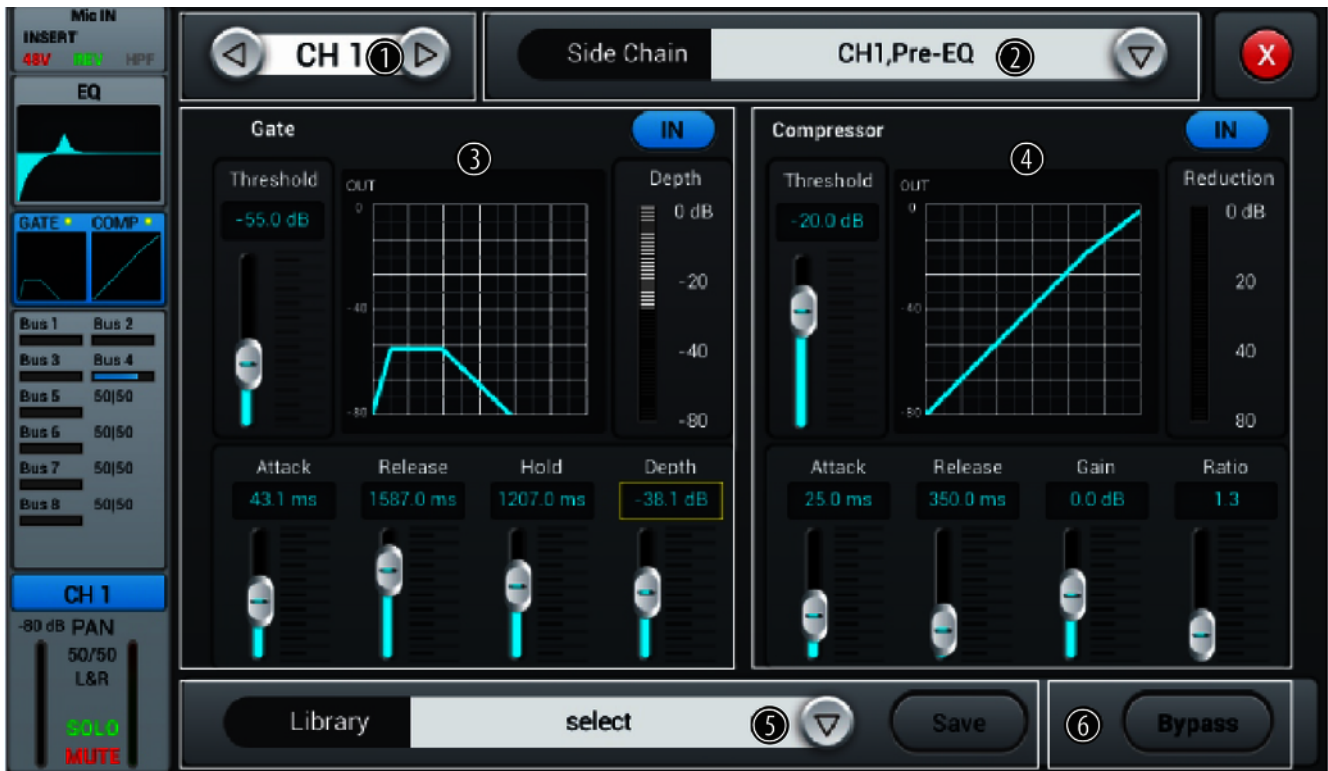 Mic IN
INSERT
48V REV HPF
EQ
GATE COMP
Bus 1 Bus 2
Bus 3 Bus 4
Bus 5 50|50
Bus 6 50|50
Bus 7 50|50
Bus 8 50|50
CH 1
-80 dB PAN
50/50
L&R
SOLO
MUTE
CH 1 ①
Side Chain CH1,Pre-EQ ②
X
Gate ③ IN
Threshold
-55.0 dB
OUT
0
-40
-80
Depth
0 dB
-20
-40
-80
Attack Release Hold Depth
43.1 ms 1587.0 ms 1207.0 ms -38.1 dB
Compressor ④ IN
Threshold
-20.0 dB
OUT
0
-40
-80
Reduction
0 dB
20
40
80
Attack Release Gain Ratio
25.0 ms 350.0 ms 0.0 dB 1.3
Library select ⑤ Save
⑥ Bypass